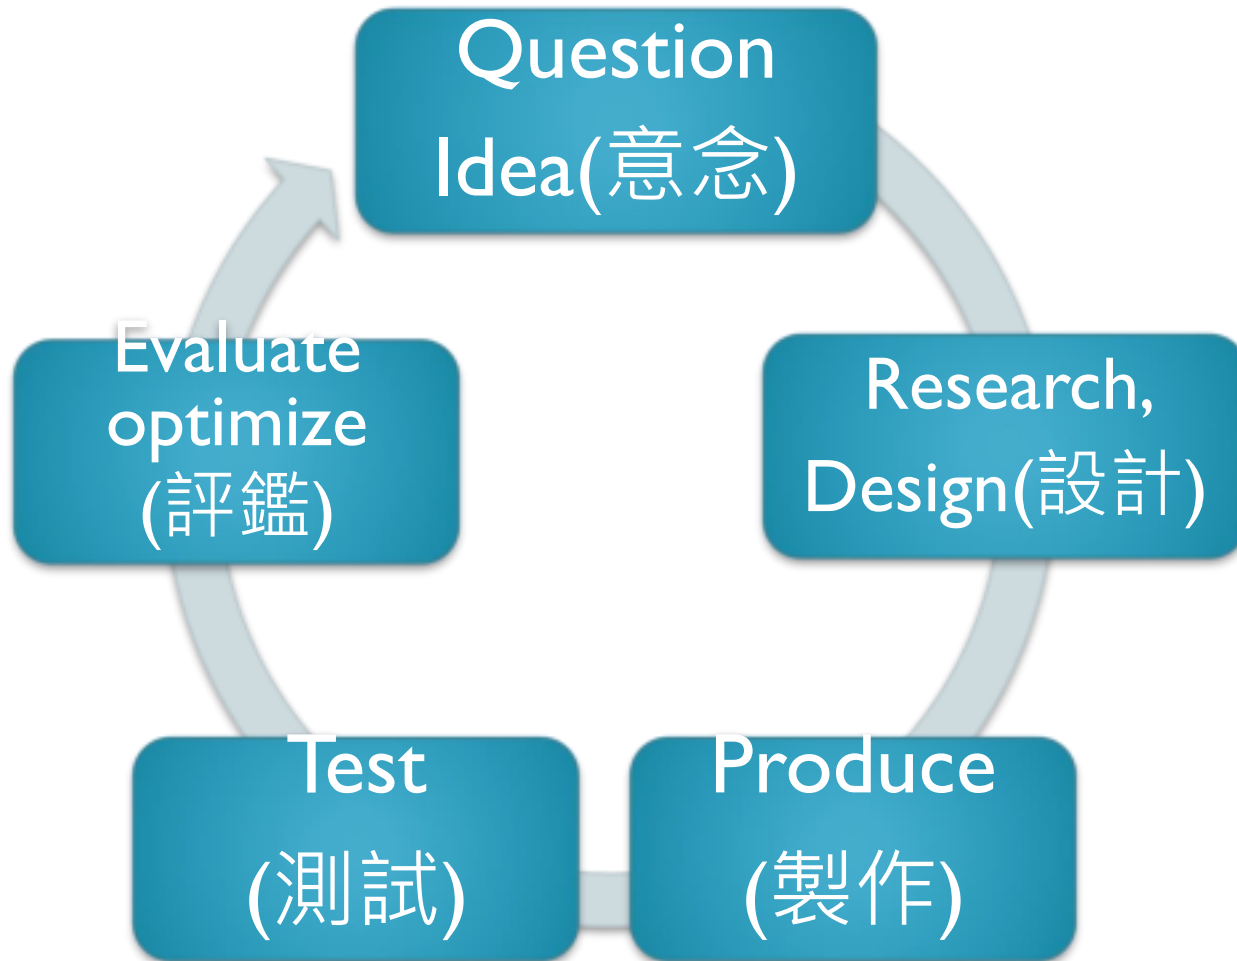 Question
Idea(意念)
Research,
Design(設計)
Produce
(製作)
Test
(測試)
Evaluate
optimize
(評鑑)